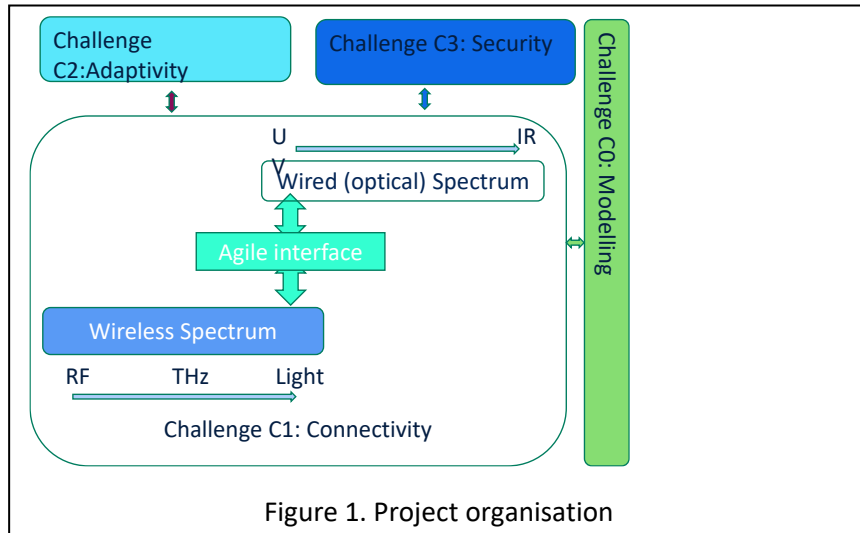 Challenge
C2:Adaptivity
Challenge C3: Security
Challenge C0: Modelling
U
V
IR
Wired (optical) Spectrum
Agile interface
Wireless Spectrum
RF THz Light
Challenge C1: Connectivity
Figure 1. Project organisation